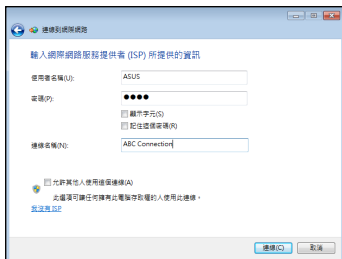 連線到網際網路
輸入網際網路服務提供者 (ISP) 所提供的資訊
使用者名稱(U):
ASUS
密碼(P):
●●●●
顯示字元(S)
記住這個密碼(R)
連線名稱(N):
ABC Connection
允許其他人使用這個連線(A)
此選項可讓任何擁有此電腦存取權的人使用此連線。
我沒有 ISP
連線(C)
取消